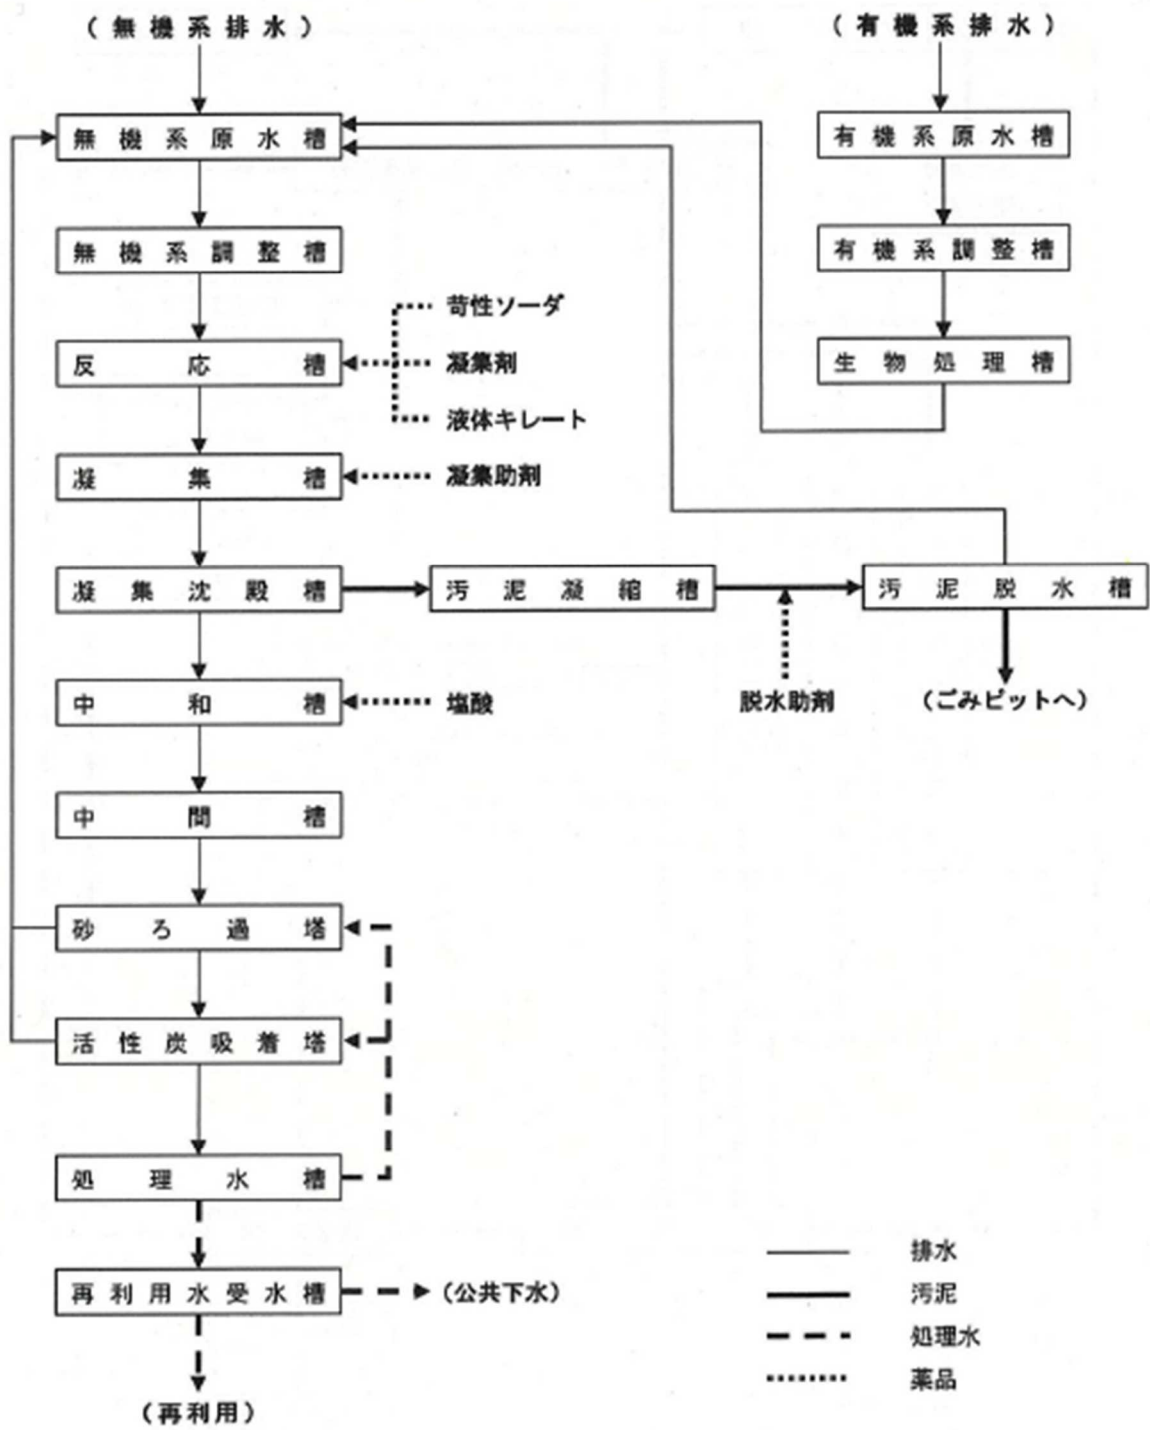 （無機系排水）
（有機系排水）
無機系原水槽
有機系原水槽
無機系調整槽
有機系調整槽
苛性ソーダ
反応槽
凝集剤
生物処理槽
液体キレート
凝集槽
凝集助剤
凝集沈殿槽
汚泥凝縮槽
汚泥脱水槽
中和槽
塩酸
脱水助剤
（ごみピットへ）
中間槽
砂ろ過塔
活性炭吸着塔
処理水槽
再利用水受水槽
（公共下水）
（再利用）
排水
汚泥
処理水
薬品